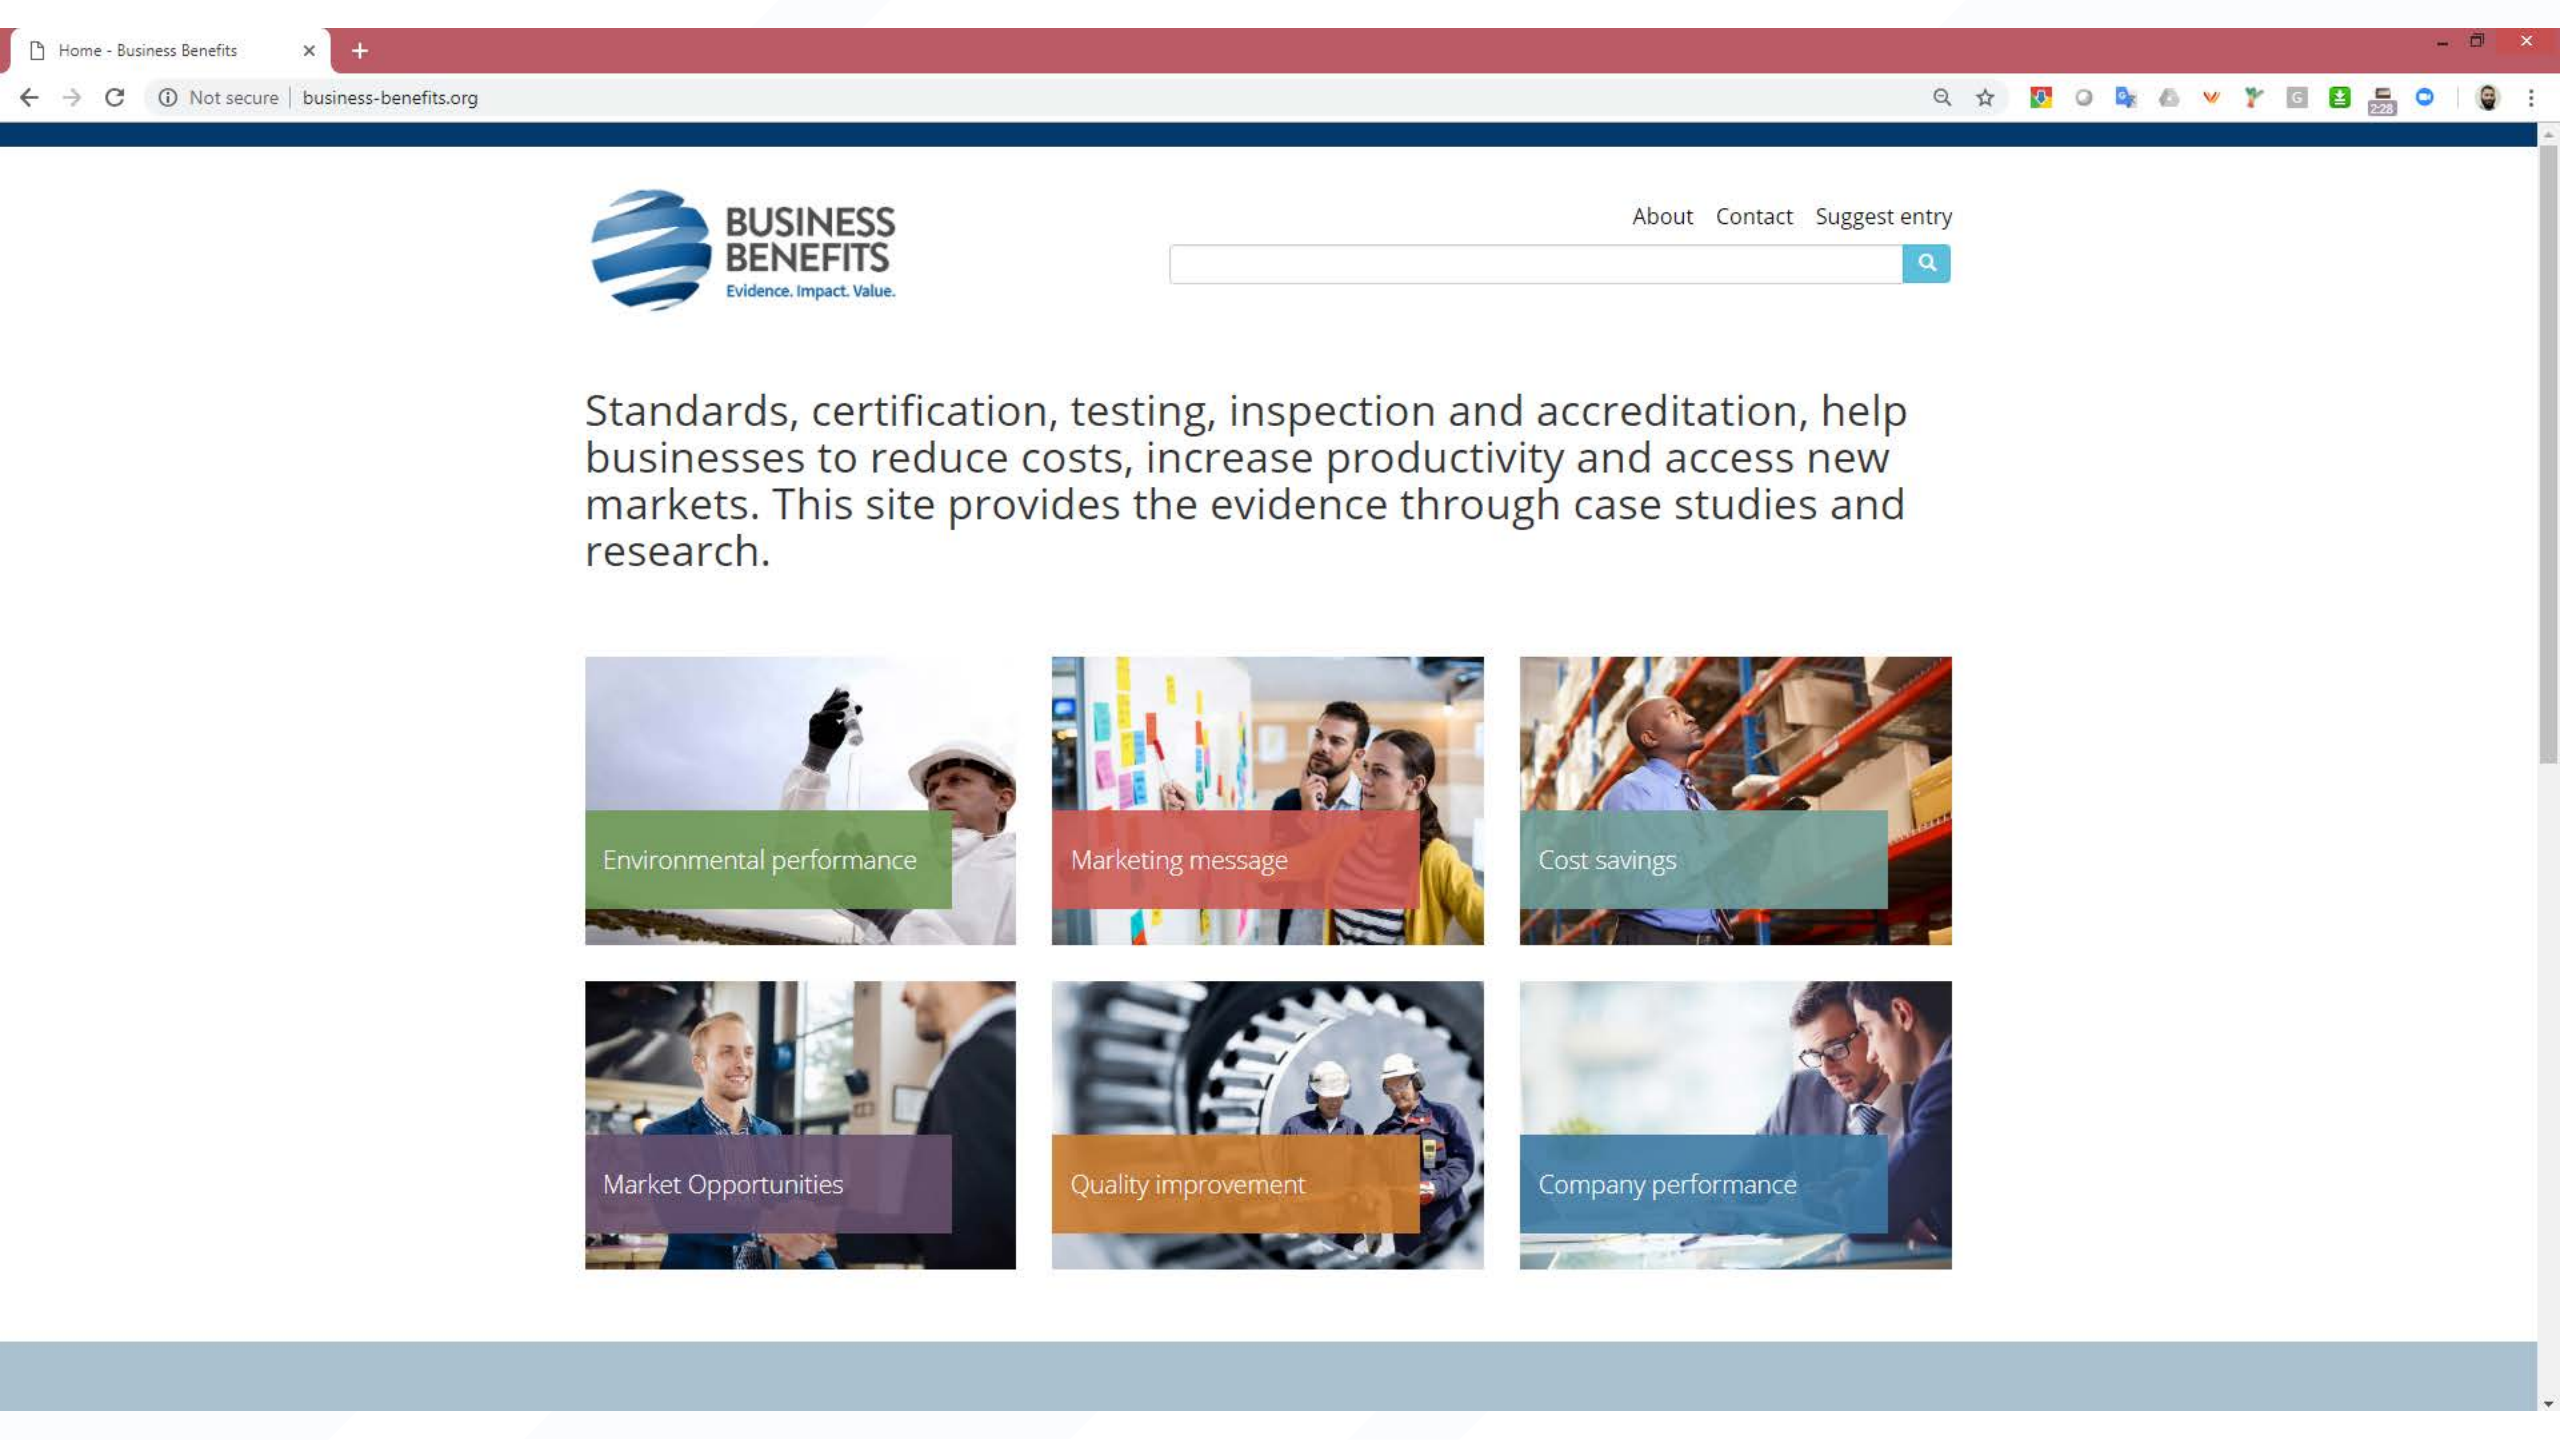 Home - Business Benefits
Not secure | business-benefits.org
G
2:28
BUSINESS
BENEFITS
Evidence. Impact. Value.
About Contact Suggest entry
Standards, certification, testing, inspection and accreditation, help
businesses to reduce costs, increase productivity and access new
markets. This site provides the evidence through case studies and
research.
Environmental performance
Marketing message
Cost savings
Market Opportunities
Quality improvement
Company performance